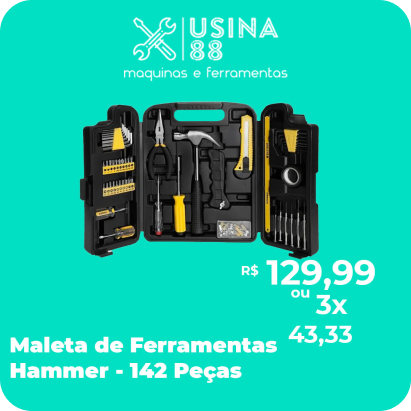 USINA
88
maquinas e ferramentas
R$ 129,99
ou
3x
43,33
Maleta de Ferramentas
Hammer - 142 Peças